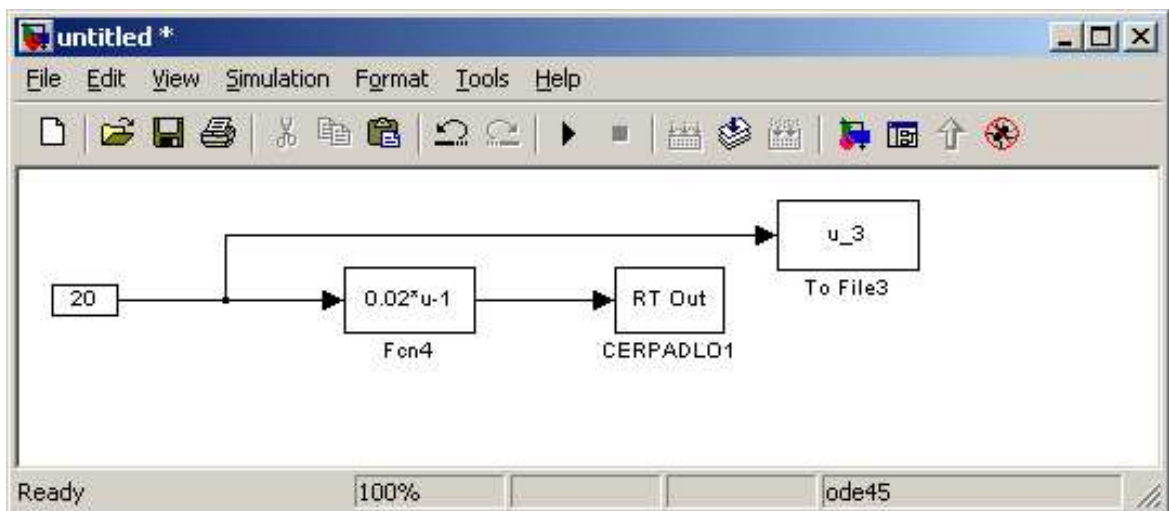 untitled *
File Edit View Simulation Format Tools Help
u_3
To File3
20
0.02*u-1
RT Out
Fcn4
CERPADLO1
Ready 100% ode45